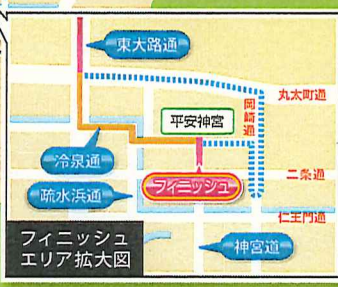 東大路通
丸太町通
岡崎通
平安神宮
冷泉通
フィニッシュ
二条通
疏水浜通
仁王門通
フィニッシュ
エリア拡大図
神宮道